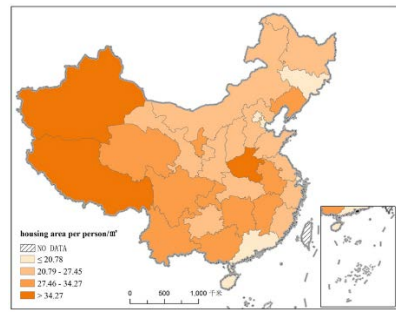 housing area per person/㎡
NO DATA
≤ 20.78
20.79 - 27.45
27.46 - 34.27
> 34.27
0 500 1,000 千米